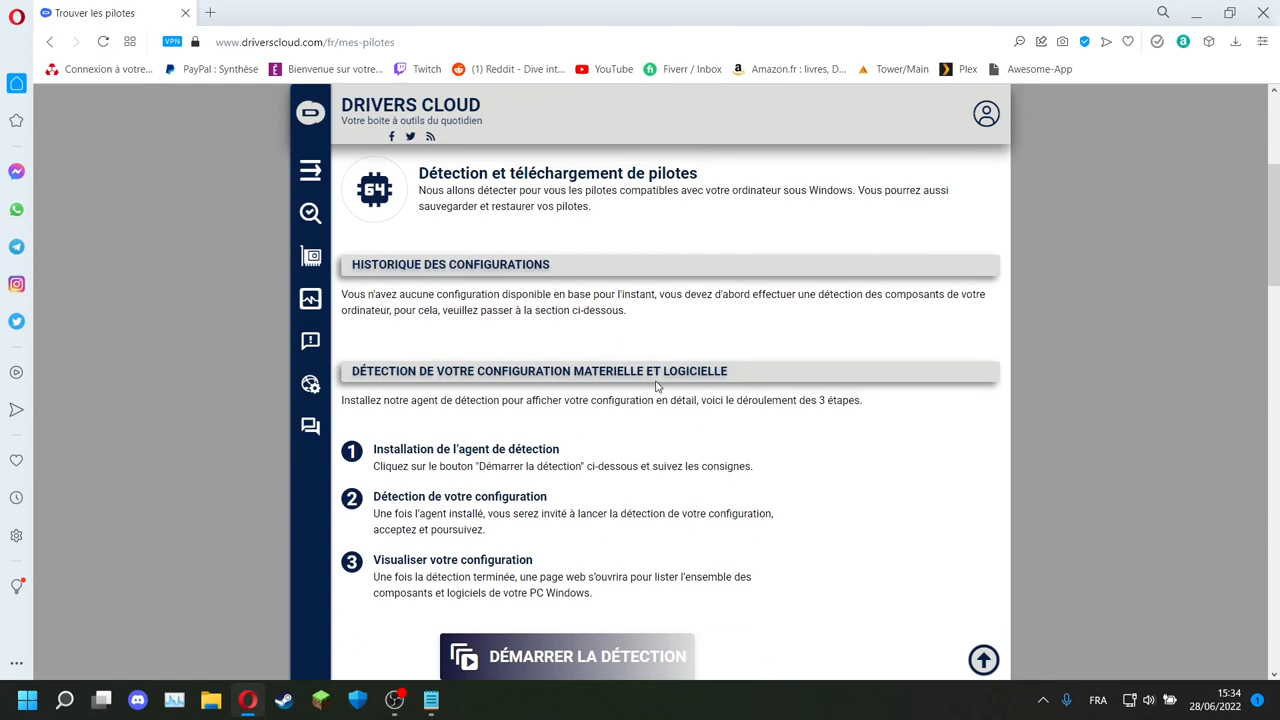 Trouver les pilotes
VPN
www.driverscloud.com/fr/mes-pilotes
Connexion à votre...
PayPal : Synthèse
Bienvenue sur votre...
Twitch
(1) Reddit - Dive int...
YouTube
Fiverr / Inbox
Amazon.fr : livres, D...
Tower/Main
Plex
Awesome-App
DRIVERS CLOUD
Votre boite à outils du quotidien
64
Détection et téléchargement de pilotes
Nous allons détecter pour vous les pilotes compatibles avec votre ordinateur sous Windows. Vous pourrez aussi
sauvegarder et restaurer vos pilotes.
HISTORIQUE DES CONFIGURATIONS
Vous n'avez aucune configuration disponible en base pour l'instant, vous devez d'abord effectuer une détection des composants de votre
ordinateur, pour cela, veuillez passer à la section ci-dessous.
DÉTECTION DE VOTRE CONFIGURATION MATERIELLE ET LOGICIELLE
Installez notre agent de détection pour afficher votre configuration en détail, voici le déroulement des 3 étapes.
1 Installation de l'agent de détection
Cliquez sur le bouton "Démarrer la détection" ci-dessous et suivez les consignes.
2 Détection de votre configuration
Une fois l'agent installé, vous serez invité à lancer la détection de votre configuration,
acceptez et poursuivez.
3 Visualiser votre configuration
Une fois la détection terminée, une page web s'ouvrira pour lister l'ensemble des
composants et logiciels de votre PC Windows.
DÉMARRER LA DÉTECTION
FRA
15:34
28/06/2022
1